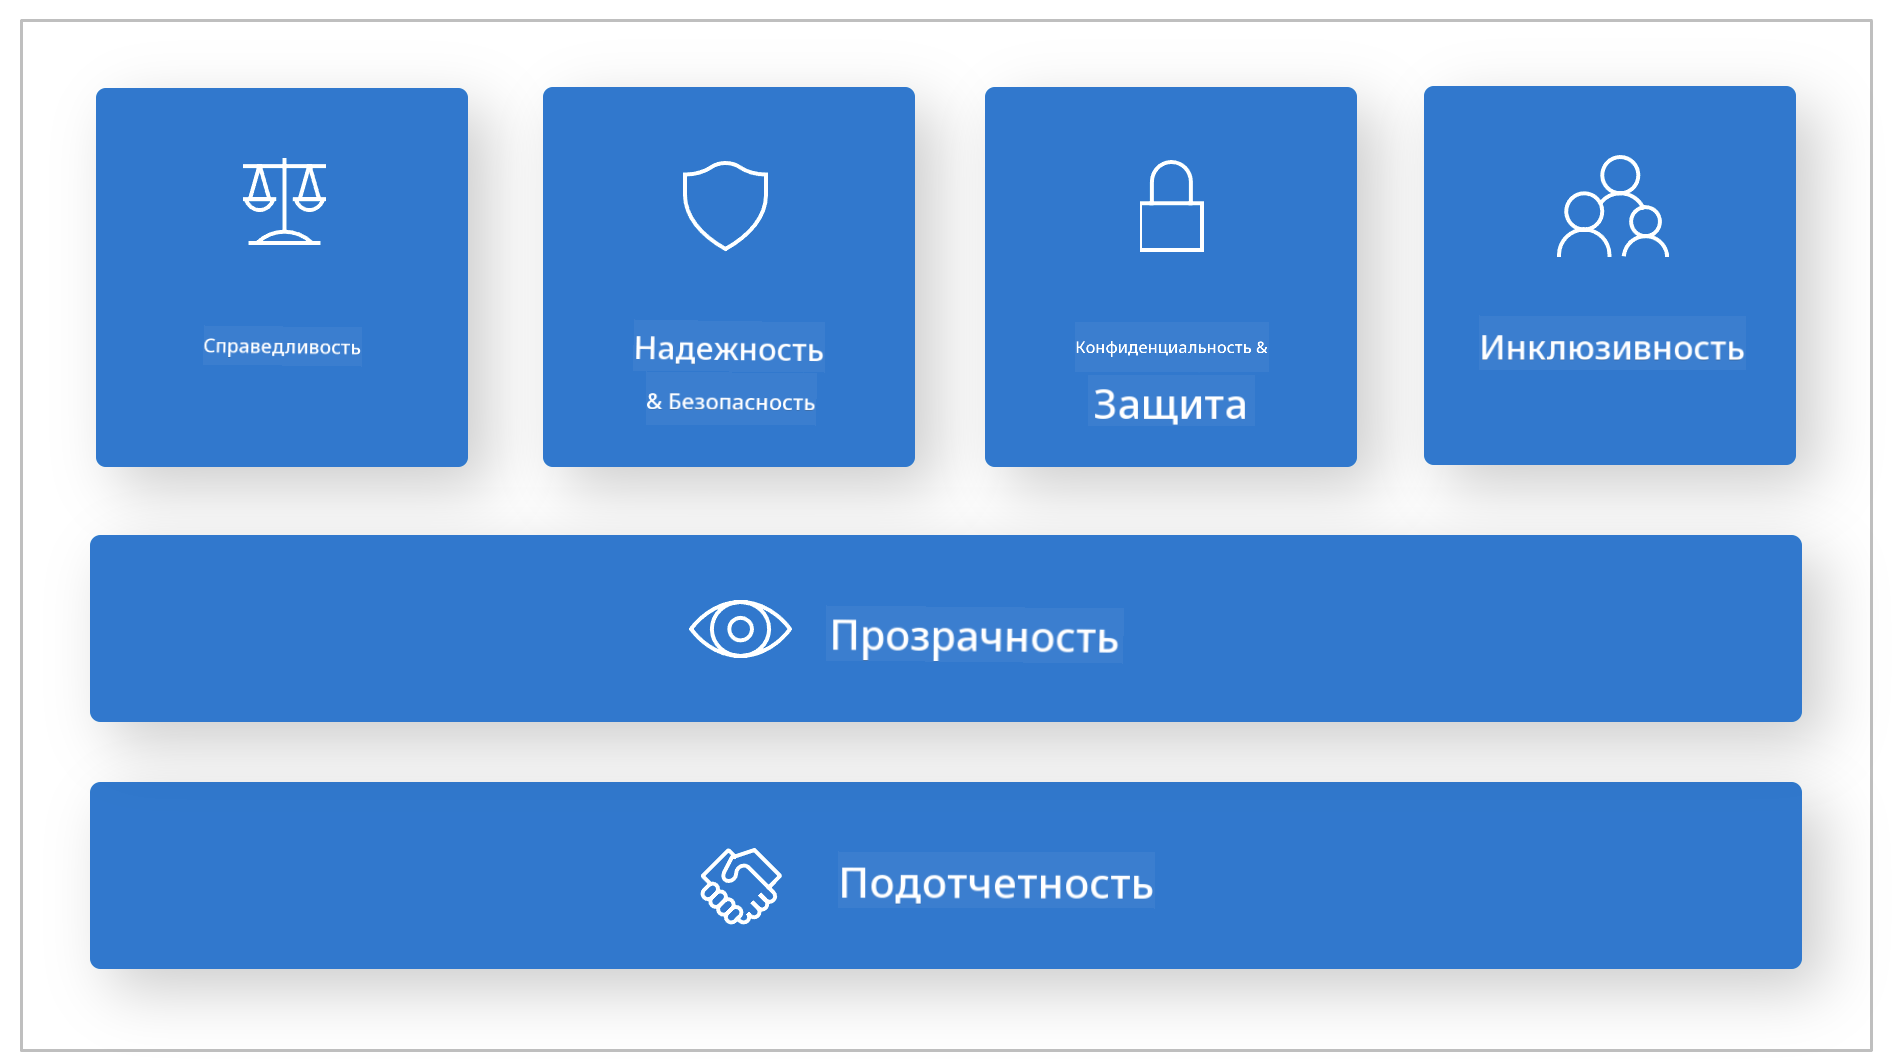 Справедливость
Надежность
& Безопасность
Конфиденциальность &
Защита
Инклюзивность
Прозрачность
Подотчетность